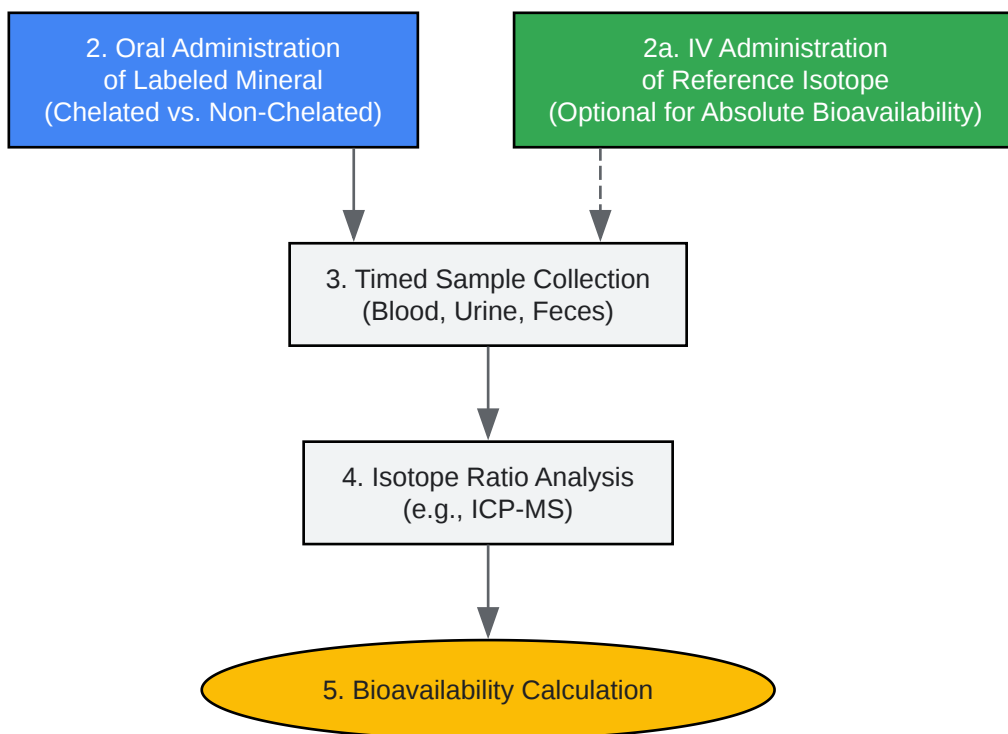 2. Oral Administration
of Labeled Mineral
(Chelated vs. Non-Chelated)
2a. IV Administration
of Reference Isotope
(Optional for Absolute Bioavailability)
3. Timed Sample Collection
(Blood, Urine, Feces)
4. Isotope Ratio Analysis
(e.g., ICP-MS)
5. Bioavailability Calculation